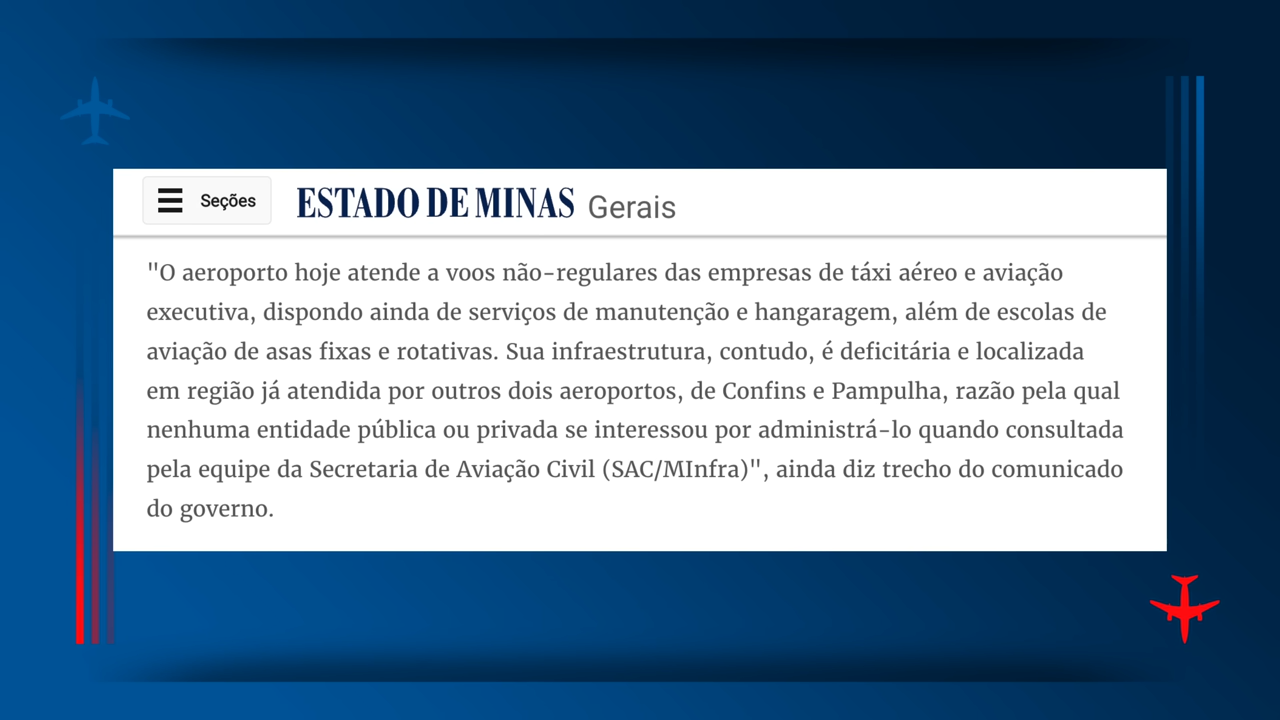 Seções
ESTADO DE MINAS Gerais
"O aeroporto hoje atende a voos não-regulares das empresas de táxi aéreo e aviação
executiva, dispondo ainda de serviços de manutenção e hangaragem, além de escolas de
aviação de asas fixas e rotativas. Sua infraestrutura, contudo, é deficitária e localizada
em região já atendida por outros dois aeroportos, de Confins e Pampulha, razão pela qual
nenhuma entidade pública ou privada se interessou por administrá-lo quando consultada
pela equipe da Secretaria de Aviação Civil (SAC/MInfra)", ainda diz trecho do comunicado
do governo.